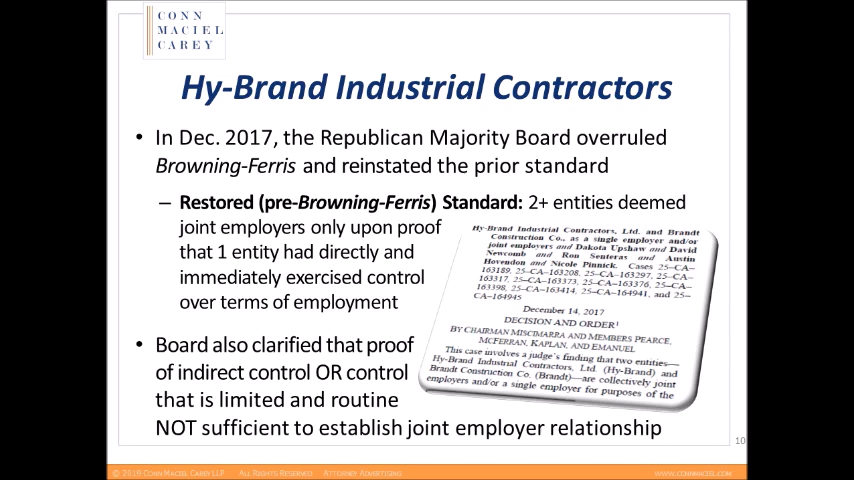 CONN
MACIEL
CAREY
Hy-Brand Industrial Contractors
• In Dec. 2017, the Republican Majority Board overruled
Browning-Ferris and reinstated the prior standard
– Restored (pre-Browning-Ferris) Standard: 2+ entities deemed
joint employers only upon proof
that 1 entity had directly and
immediately exercised control
over terms of employment
Hy-Brand Industrial Contractors, Ltd. and Brandt
Construction Co., as a single employer and/or
joint employers and Dakota Upshaw and David
Newcomb and Ron Senteras and Austin
Hovendon and Nicole Pinnick. Cases 25–CA–
163189, 25–CA–163208, 25–CA–163297, 25–CA–
163317, 25–CA–163373, 25–CA–163376, 25–CA–
163398, 25–CA–163414, 25–CA–164941, and 25–
CA–164945
December 14, 2017
DECISION AND ORDER¹
BY CHAIRMAN MISCIMARRA AND MEMBERS PEARCE,
MCFERRAN, KAPLAN, AND EMANUEL
This case involves a judge's finding that two entities—
Hy-Brand Industrial Contractors, Ltd. (Hy-Brand) and
Brandt Construction Co. (Brandt)—are collectively joint
employers and/or a single employer for purposes of the
• Board also clarified that proof
of indirect control OR control
that is limited and routine
NOT sufficient to establish joint employer relationship
10
© 2019 CONN MACIEL CAREY LLP ALL RIGHTS RESERVED ATTORNEY ADVERTISING WWW.CONNMACIEL.COM